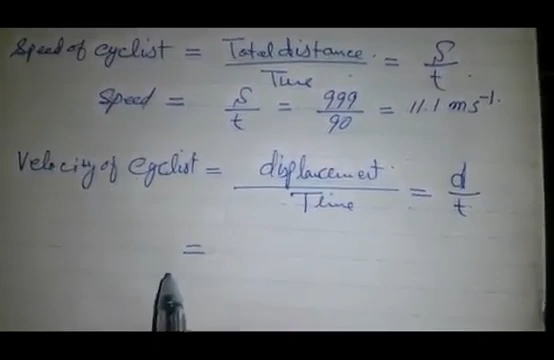 Speed of cyclist = Total distance / Time = S / t
Speed = S / t = 999 / 90 = 11.1 ms⁻¹.
Velocity of cyclist = displacement / Time = d / t
=